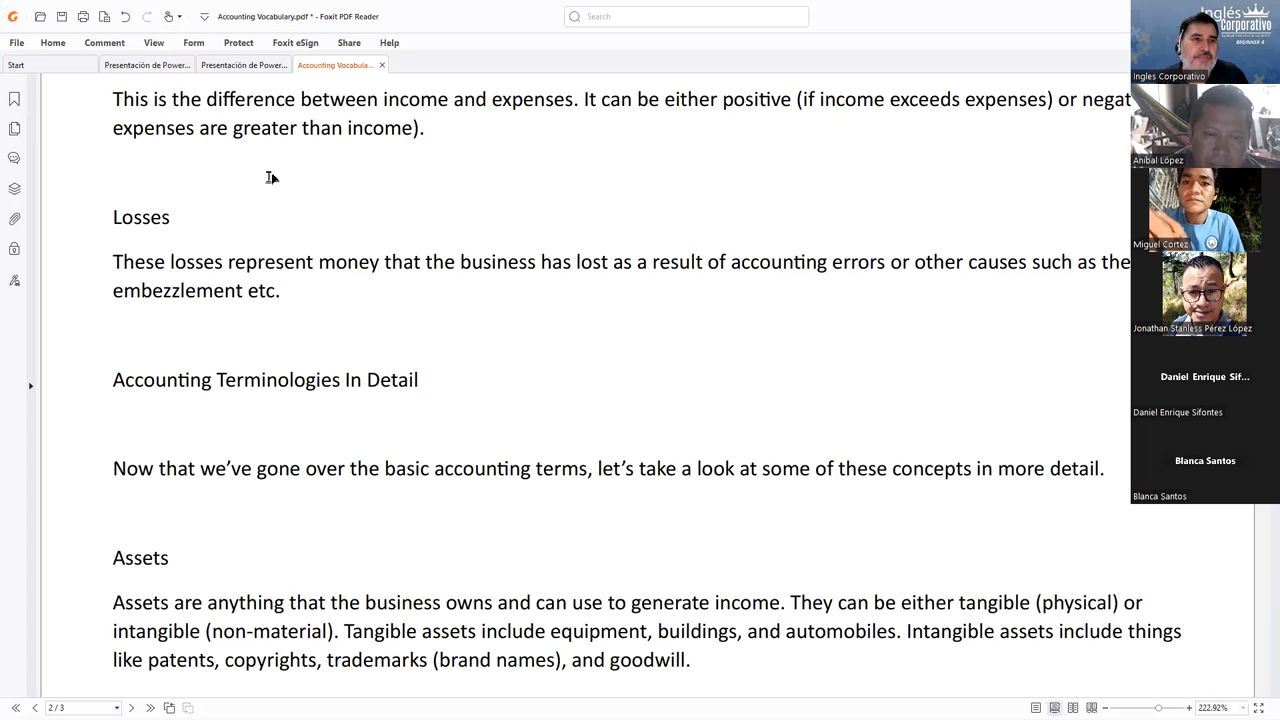 Accounting Vocabulary.pdf * - Foxit PDF Reader
Search
File Home Comment View Form Protect Foxit eSign Share Help
Start Presentación de Power... Presentación de Power... Accounting Vocabula...
This is the difference between income and expenses. It can be either positive (if income exceeds expenses) or negat
expenses are greater than income).
Losses
These losses represent money that the business has lost as a result of accounting errors or other causes such as the
embezzlement etc.
Accounting Terminologies In Detail
Now that we've gone over the basic accounting terms, let's take a look at some of these concepts in more detail.
Assets
Assets are anything that the business owns and can use to generate income. They can be either tangible (physical) or
intangible (non-material). Tangible assets include equipment, buildings, and automobiles. Intangible assets include things
like patents, copyrights, trademarks (brand names), and goodwill.
2 / 3
222.92%
Inglés
Corporativo
BEGINNER 4
Ingles Corporativo
Anibal López
Miguel Cortez
Jonathan Stanless Pérez López
Daniel Enrique Sif...
Daniel Enrique Sifontes
Blanca Santos
Blanca Santos